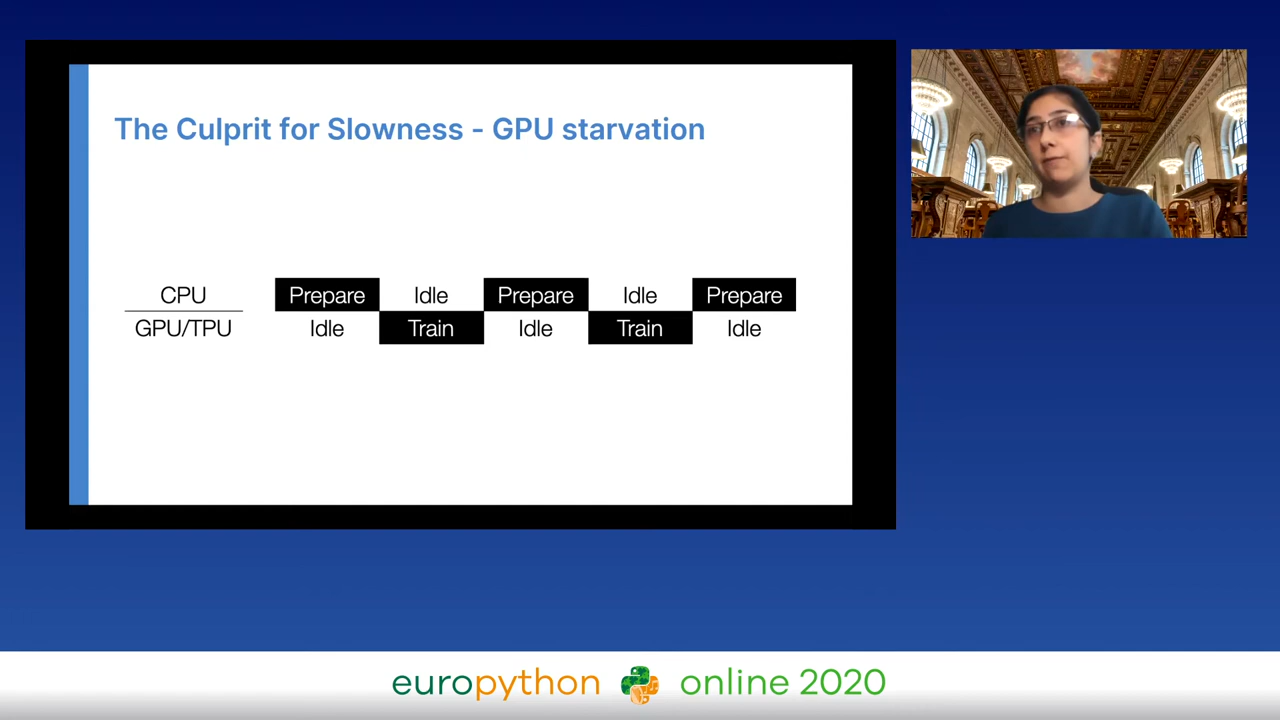 The Culprit for Slowness - GPU starvation
CPU Prepare Idle Prepare Idle Prepare
GPU/TPU Idle Train Idle Train Idle
europython online 2020